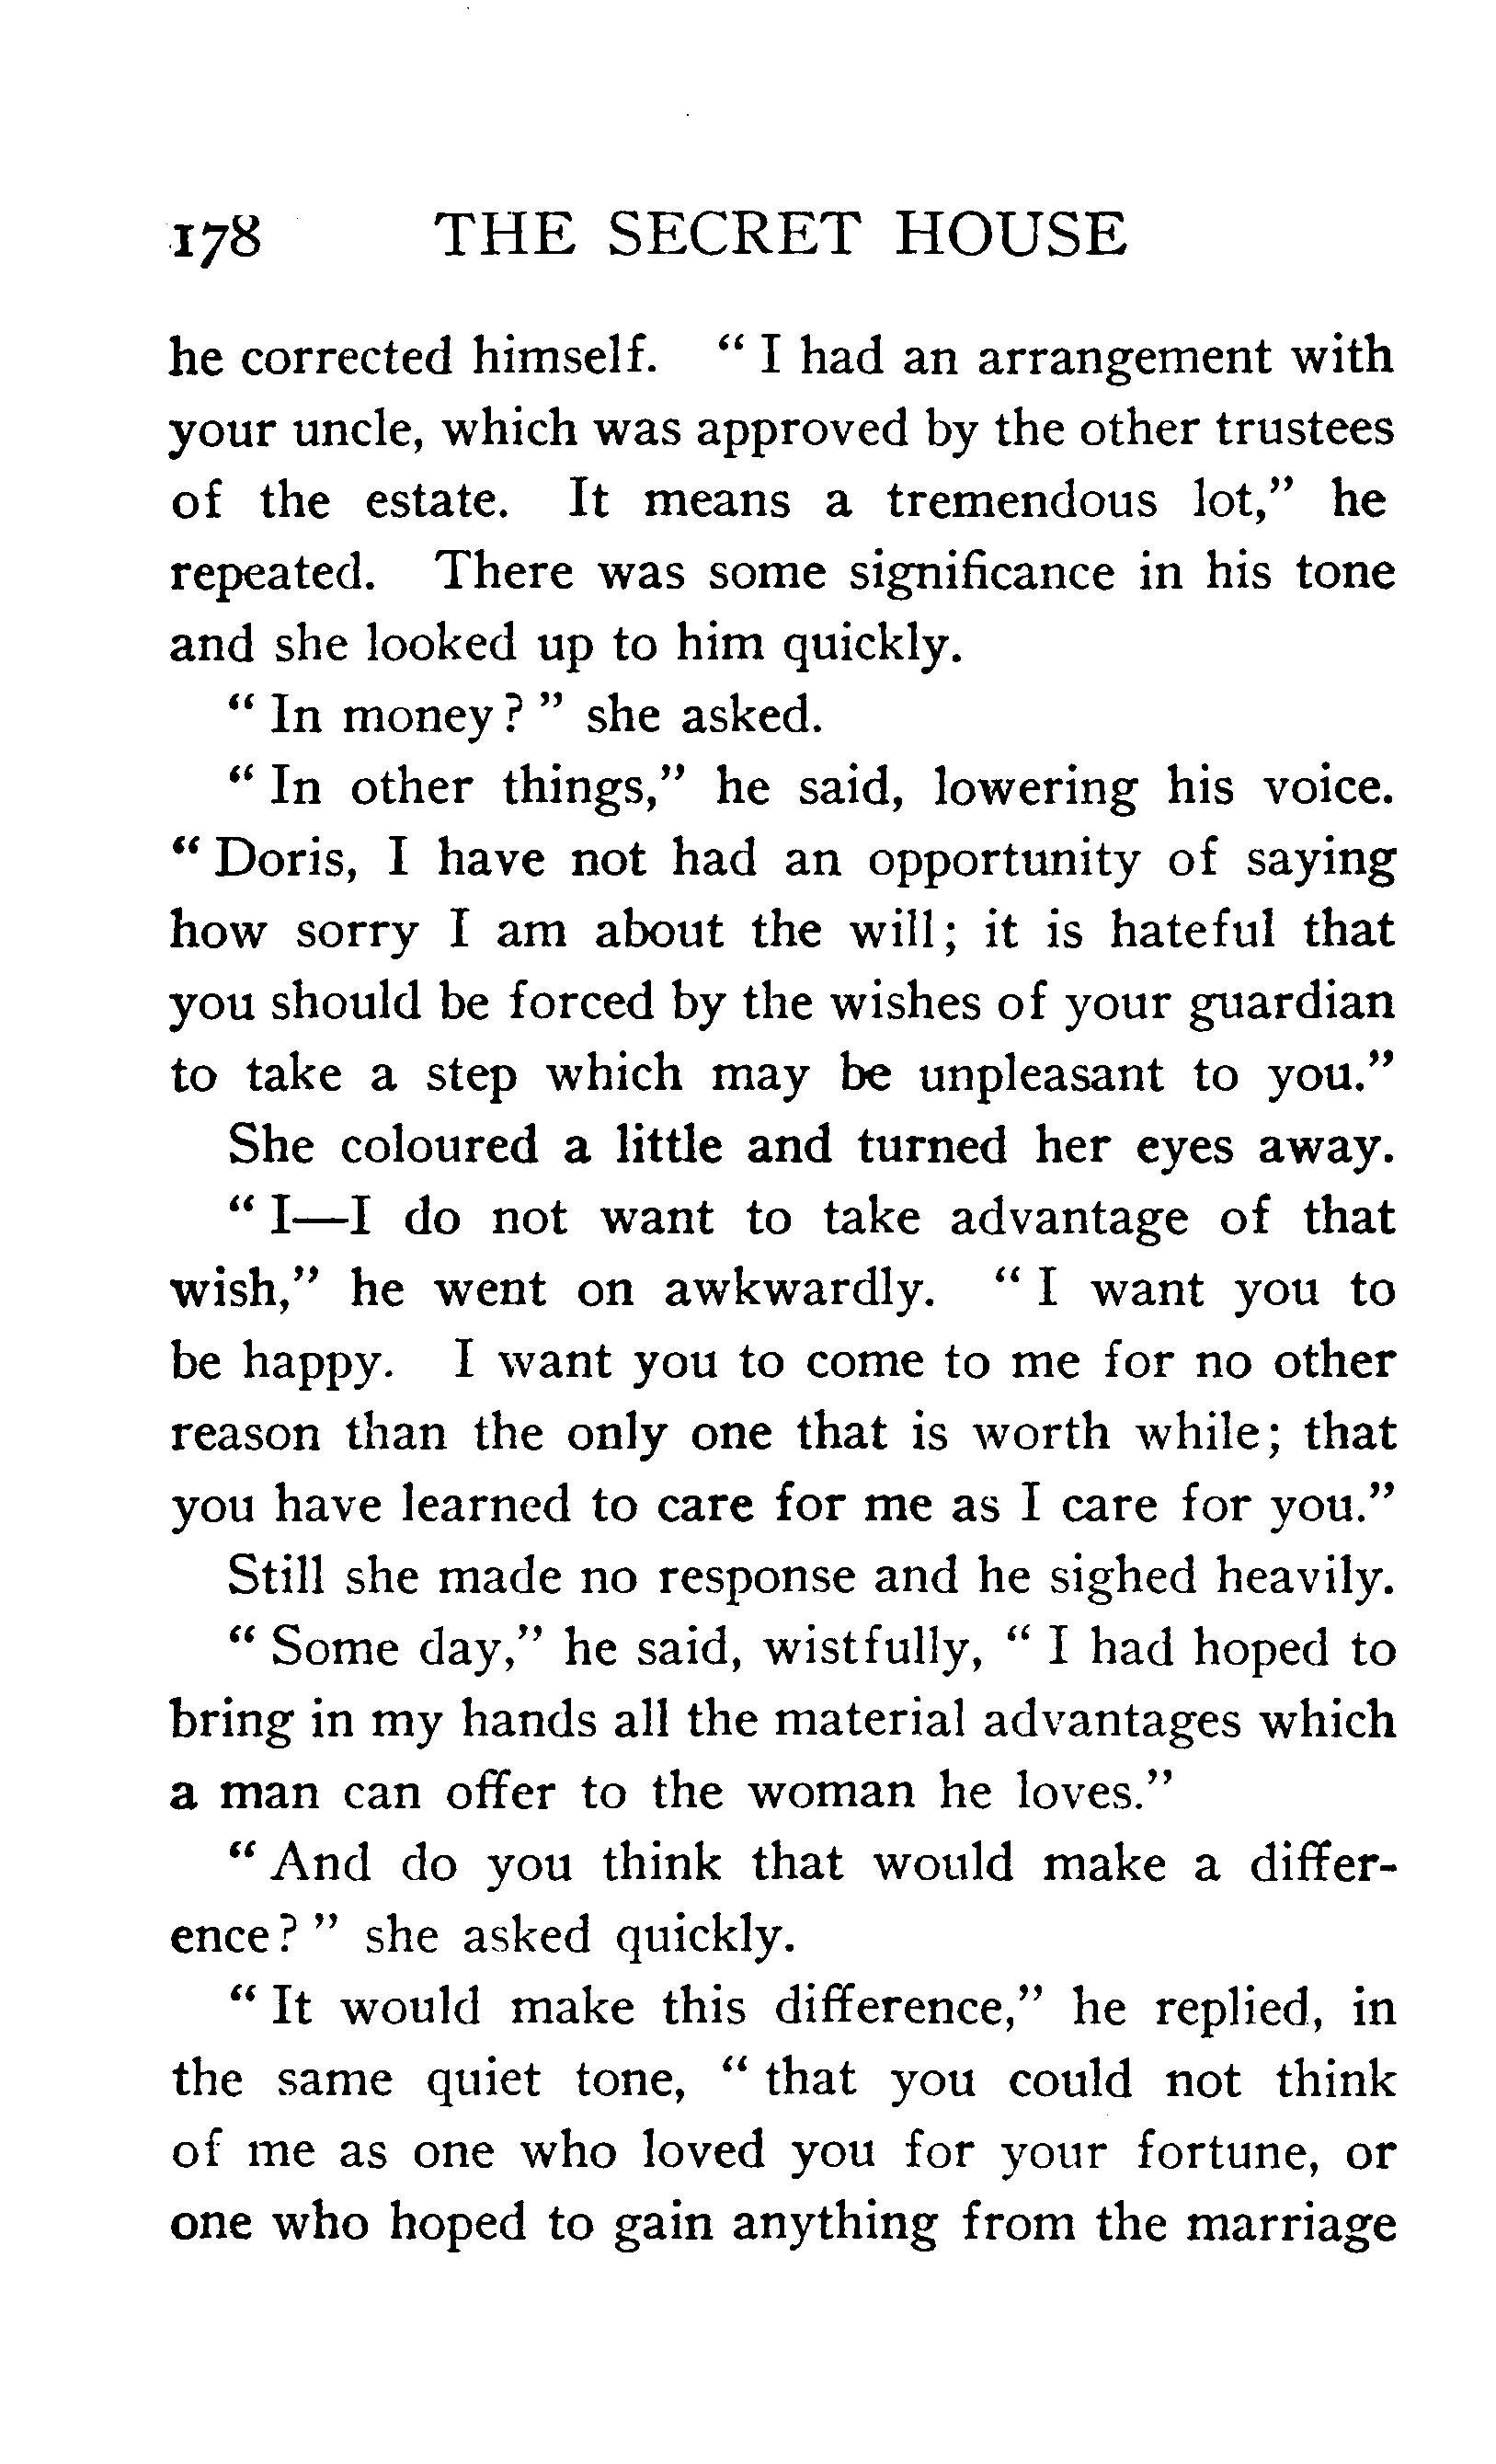 178 THE SECRET HOUSE
he corrected himself. “ I had an arrangement with
your uncle, which was approved by the other trustees
of the estate. It means a tremendous lot,” he
repeated. There was some significance in his tone
and she looked up to him quickly.
“ In money ? ” she asked.
“ In other things,” he said, lowering his voice.
“ Doris, I have not had an opportunity of saying
how sorry I am about the will ; it is hateful that
you should be forced by the wishes of your guardian
to take a step which may be unpleasant to you.”
She coloured a little and turned her eyes away.
“ I—I do not want to take advantage of that
wish,” he went on awkwardly. “ I want you to
be happy. I want you to come to me for no other
reason than the only one that is worth while ; that
you have learned to care for me as I care for you.”
Still she made no response and he sighed heavily.
“ Some day,” he said, wistfully, “ I had hoped to
bring in my hands all the material advantages which
a man can offer to the woman he loves.”
“ And do you think that would make a differ-
ence ? ” she asked quickly.
“ It would make this difference,” he replied, in
the same quiet tone, “ that you could not think
of me as one who loved you for your fortune, or
one who hoped to gain anything from the marriage